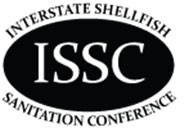 INTERSTATE SHELLFISH
ISSC
SANITATION CONFERENCE